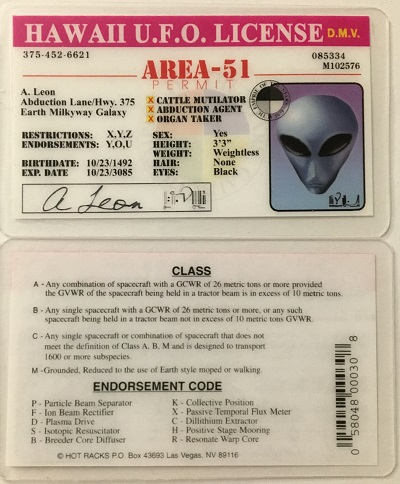 HAWAII U.F.O. LICENSE D.M.V.
375-452-6621 085334
M102576
AREA-51
PERMIT
A. Leon
Abduction Lane/Hwy. 375
Earth Milkyway Galaxy
X CATTLE MUTILATOR
X ABDUCTION AGENT
X ORGAN TAKER
RESTRICTIONS: X,Y,Z SEX: Yes
ENDORSEMENTS: Y,O,U HEIGHT: 3'3"
WEIGHT: Weightless
BIRTHDATE: 10/23/1492 HAIR: None
EXP. DATE 10/23/3085 EYES: Black
A Leon
CLASS
A - Any combination of spacecraft with a GCWR of 26 metric tons or more provided
the GVWR of the spacecraft being held in a tractor beam is in excess of 10 metric tons.
B - Any single spacecraft with a GCWR of 26 metric tons or more, or any such
spacecraft being held in a tractor beam not in excess of 10 metric tons GVWR.
C - Any single spacecraft or combination of spacecraft that does not
meet the definition of Class A, B, M and is designed to transport
1600 or more subspecies.
M -Grounded, Reduced to the use of Earth style moped or walking.
ENDORSEMENT CODE
P - Particle Beam Separator K - Collective Position
F - Ion Beam Rectifier X - Passive Temporal Flux Meter
D - Plasma Drive C - Dillithium Extractor
S - Isotopic Resuscitator H - Positive Stage Mooring
B - Breeder Core Diffuser R - Resonate Warp Core
© HOT RACKS P.O. Box 43693 Las Vegas, NV 89116
0 58048 00030 8